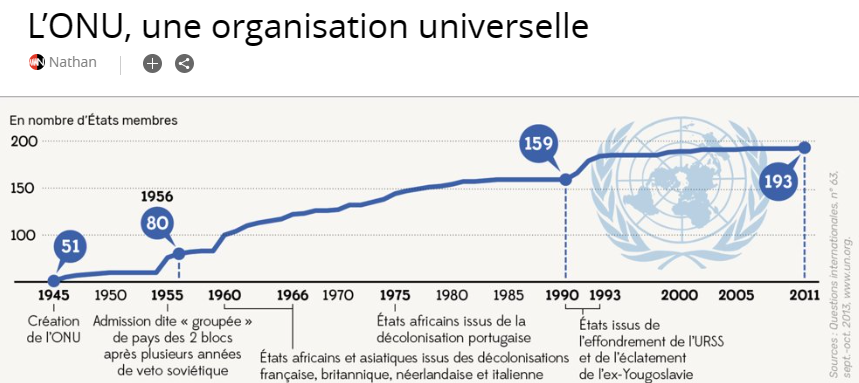 L'ONU, une organisation universelle
Nathan
En nombre d'États membres
200
150
100
51
1956
80
159
193
1945 1950 1955 1960 1966 1970 1975 1980 1985 1990 1993 2000 2005 2011
Création
de l'ONU
Admission dite « groupée »
de pays des 2 blocs
après plusieurs années
de veto soviétique
États africains et asiatiques issus des décolonisations
française, britannique, néerlandaise et italienne
États africains issus de la
décolonisation portugaise
États issus de
l'effondrement de l'URSS
et de l'éclatement
de l'ex-Yougoslavie
Sources : Questions internationales, n° 63,
sept.-oct. 2013, www.un.org.